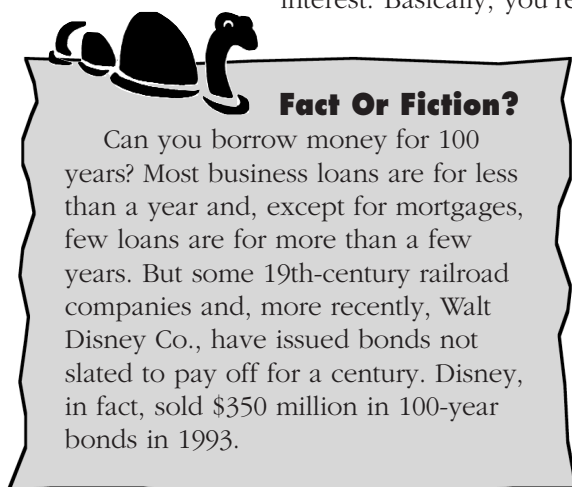 interest. Basically, you're
Fact Or Fiction?
Can you borrow money for 100
years? Most business loans are for less
than a year and, except for mortgages,
few loans are for more than a few
years. But some 19th-century railroad
companies and, more recently, Walt
Disney Co., have issued bonds not
slated to pay off for a century. Disney,
in fact, sold $350 million in 100-year
bonds in 1993.